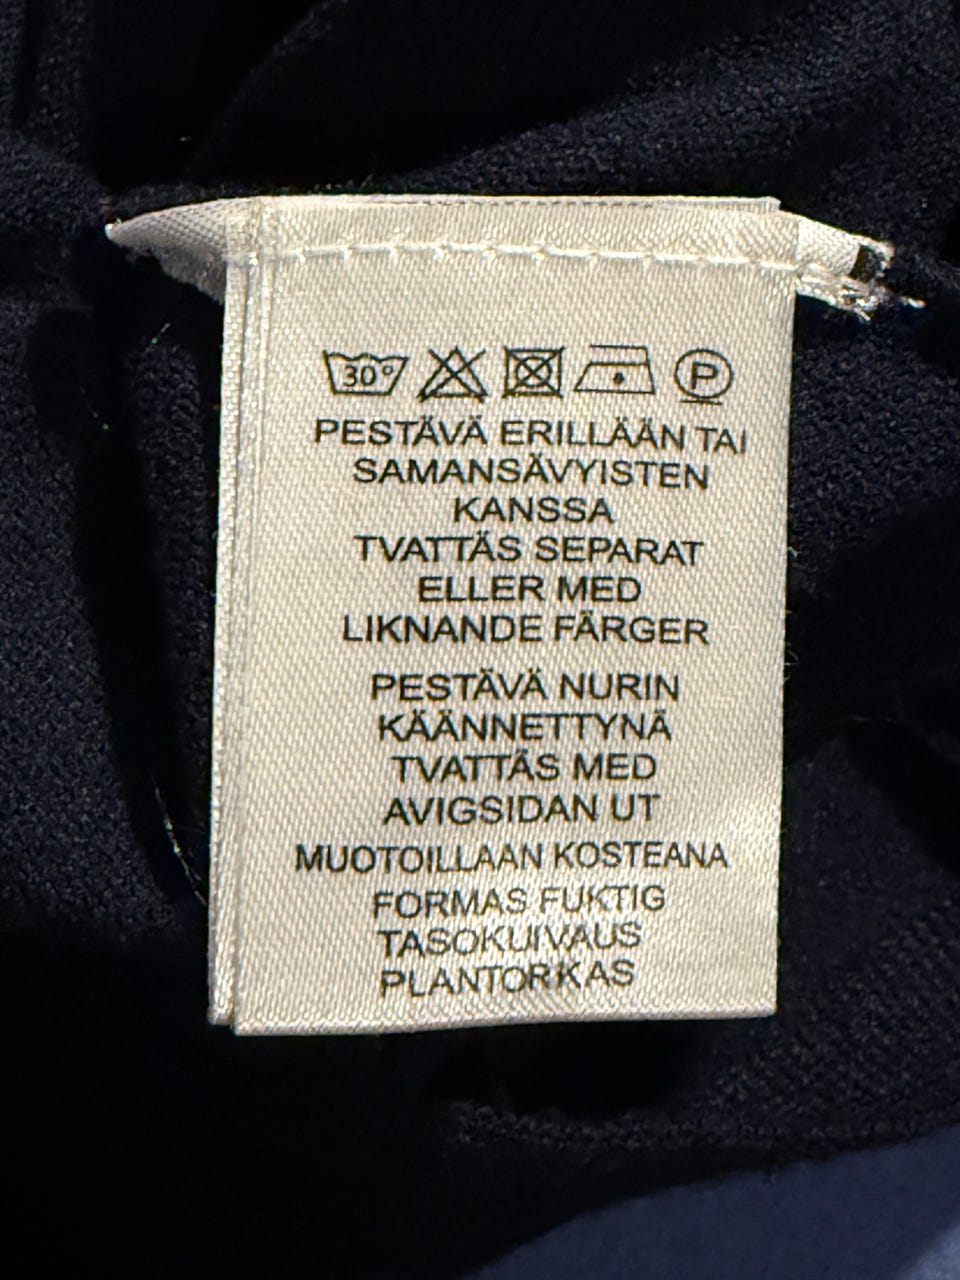 30°
P
PESTÄVÄ ERILLÄÄN TAI
SAMANSÄVYISTEN
KANSSA
TVATTÄS SEPARAT
ELLER MED
LIKNANDE FÄRGER
PESTÄVÄ NURIN
KÄÄNNETTYNÄ
TVATTÄS MED
AVIGSIDAN UT
MUOTOILLAAN KOSTEANA
FORMAS FUKTIG
TASOKUIVAUS
PLANTORKAS